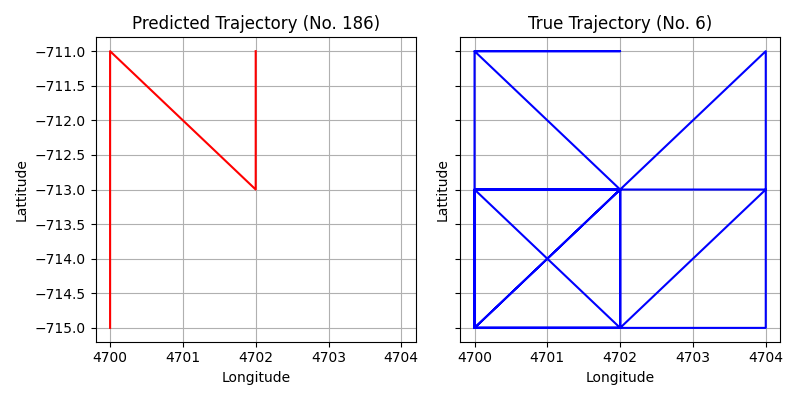 Predicted Trajectory (No. 186)
True Trajectory (No. 6)
−711.0
−711.5
−712.0
−712.5
−713.0
−713.5
−714.0
−714.5
−715.0
Lattitude
Lattitude
4700 4701 4702 4703 4704
4700 4701 4702 4703 4704
Longitude
Longitude